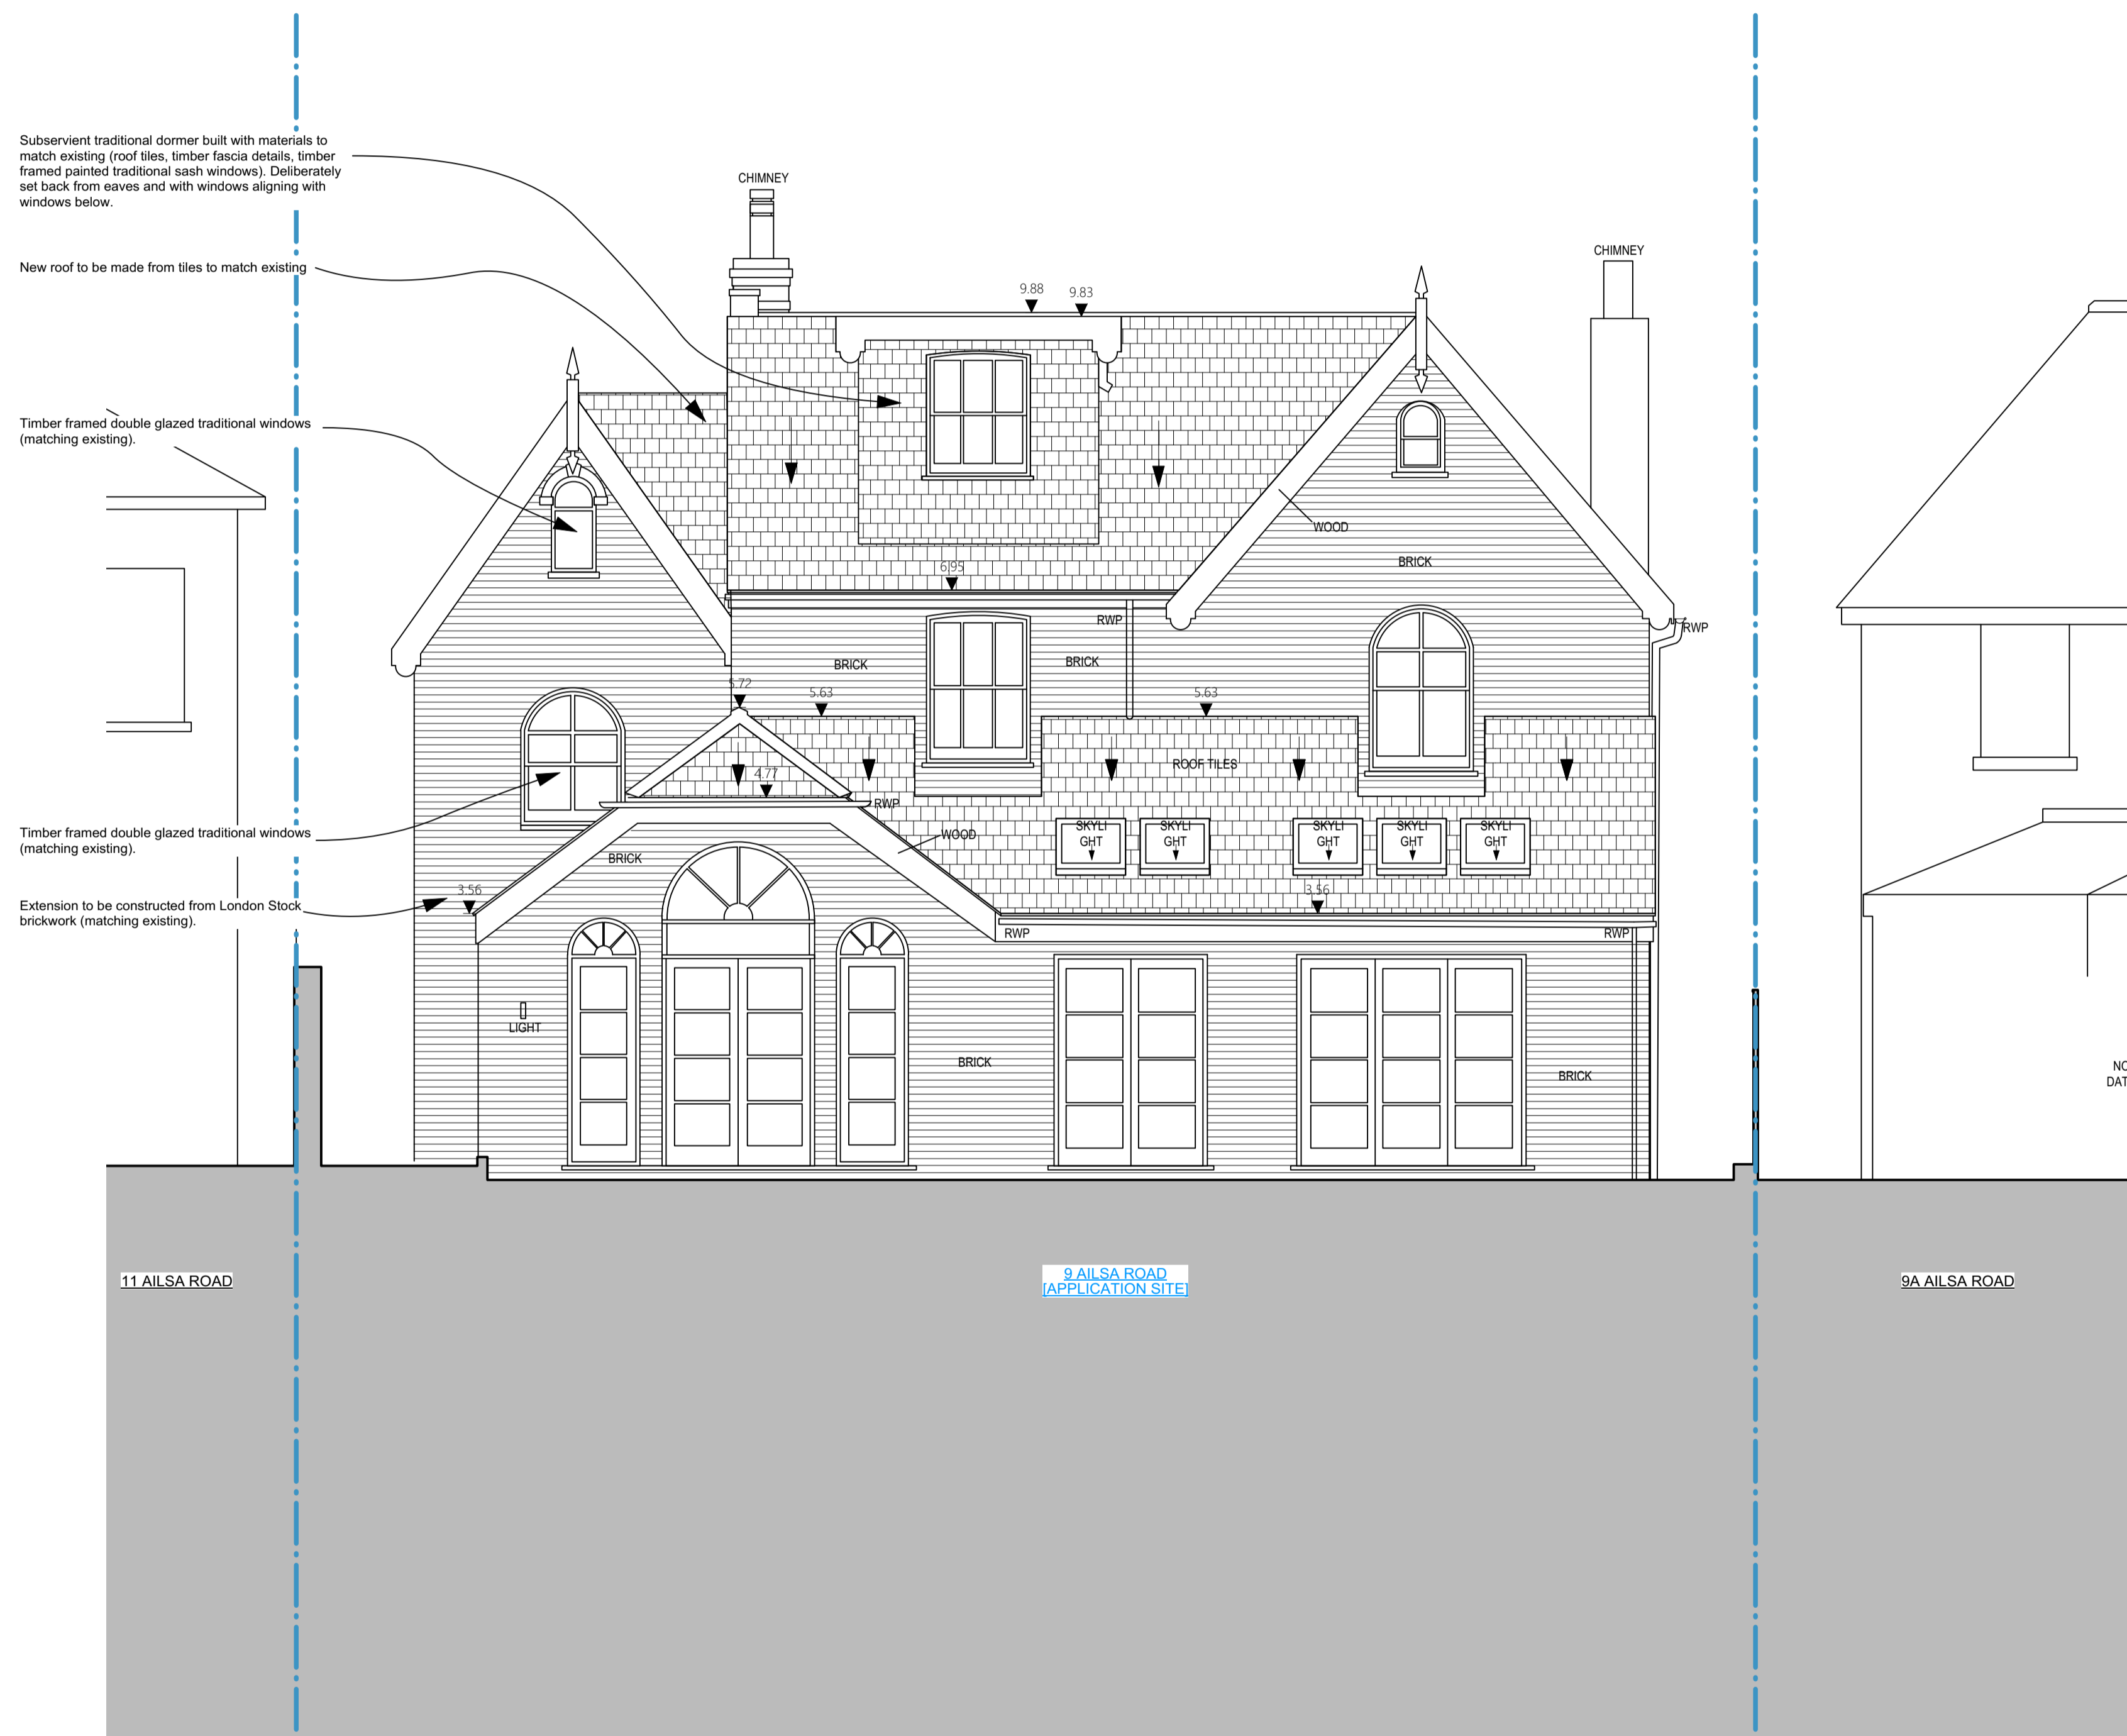 Subservient traditional dormer built with materials to
match existing (roof tiles, timber fascia details, timber
framed painted traditional sash windows). Deliberately
set back from eaves and with windows aligning with
windows below.
CHIMNEY
CHIMNEY
New roof to be made from tiles to match existing
9.88
9.83
Timber framed double glazed traditional windows
(matching existing).
WOOD
BRICK
6.95
RWP
RWP
BRICK
BRICK
5.72
5.63
5.63
ROOF TILES
4.77
RWP
Timber framed double glazed traditional windows
(matching existing).
WOOD
BRICK
SKYLI
GHT
SKYLI
GHT
SKYLI
GHT
SKYLI
GHT
SKYLI
GHT
3.56
3.56
Extension to be constructed from London Stock
brickwork (matching existing).
RWP
RWP
LIGHT
BRICK
BRICK
11 AILSA ROAD
9 AILSA ROAD
[APPLICATION SITE]
9A AILSA ROAD